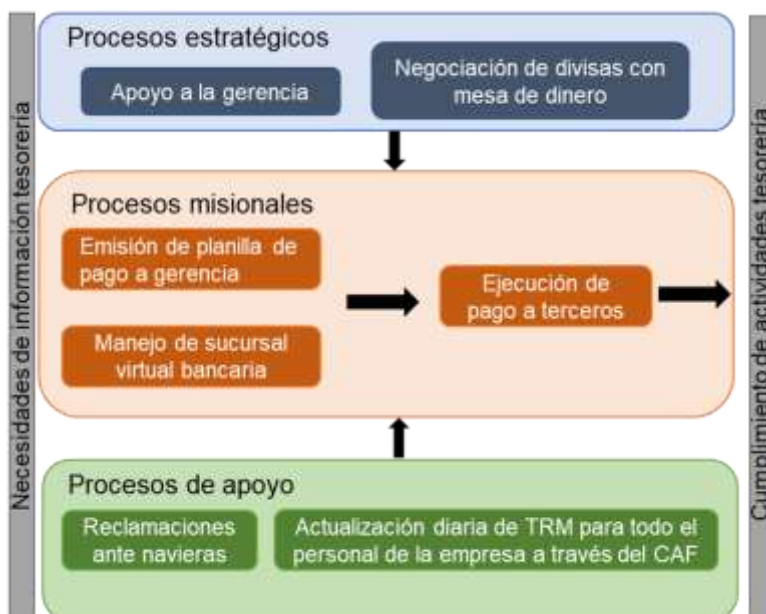 Necesidades de información tesorería
Procesos estratégicos
Apoyo a la gerencia
Negociación de divisas con
mesa de dinero
Procesos misionales
Emisión de planilla de
pago a gerencia
Manejo de sucursal
virtual bancaria
Ejecución de
pago a terceros
Procesos de apoyo
Reclamaciones
ante navieras
Actualización diaria de TRM para todo el
personal de la empresa a través del CAF
Cumplimiento de actividades tesorería